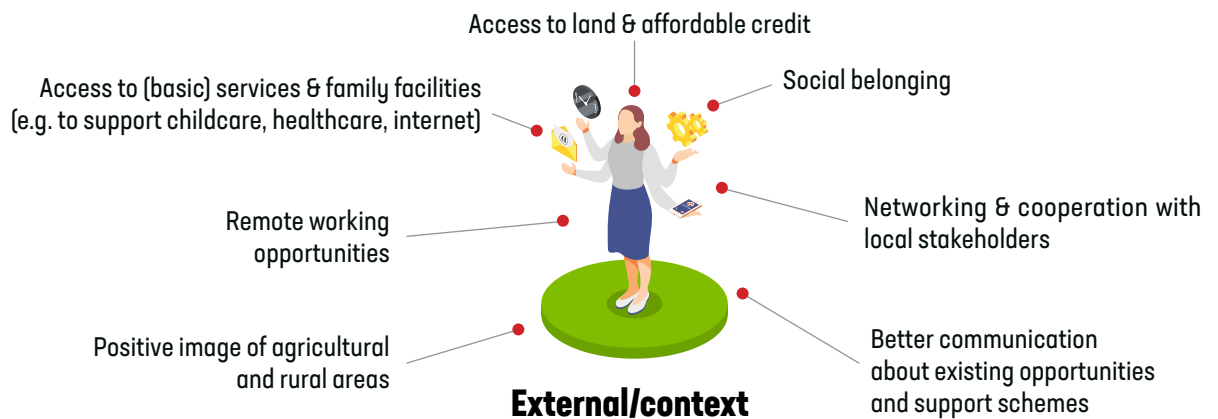 Access to land & affordable credit
Access to (basic) services & family facilities
(e.g. to support childcare, healthcare, internet)
Social belonging
Remote working
opportunities
Networking & cooperation with
local stakeholders
Positive image of agricultural
and rural areas
Better communication
about existing opportunities
and support schemes
External/context